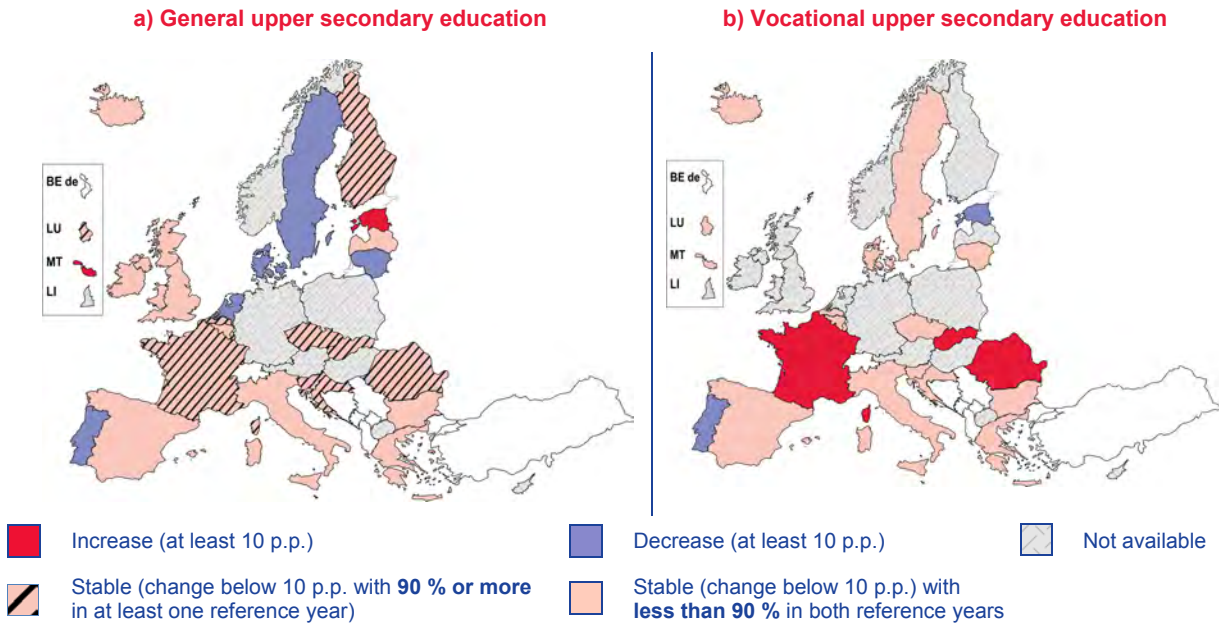 a) General upper secondary education
b) Vocational upper secondary education
BE de
LU
MT
LI
BE de
LU
MT
LI
Increase (at least 10 p.p.)
Decrease (at least 10 p.p.)
Not available
Stable (change below 10 p.p. with 90 % or more
in at least one reference year)
Stable (change below 10 p.p.) with
less than 90 % in both reference years